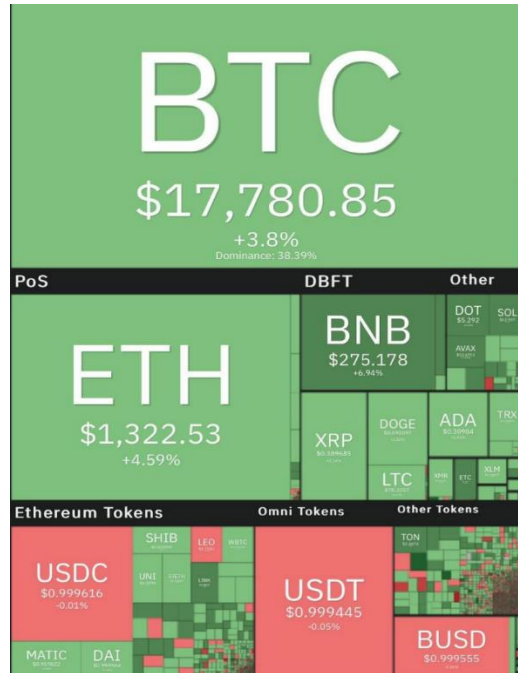 BTC
$17,780.85
+3.8%
Dominance: 38.39%
PoS
ETH
$1,322.53
+4.59%
DBFT
BNB
$275.178
+6.94%
Other
DOT
$5.292
SOL
AVAX
XRP
DOGE
LTC
ADA
TRX
XMR
ETC
XLM
Ethereum Tokens
USDC
$0.999616
-0.01%
SHIB
LEO
WBTC
UNI
LINK
MATIC
DAI
Omni Tokens
USDT
$0.999445
-0.05%
Other Tokens
TON
BUSD
$0.999555